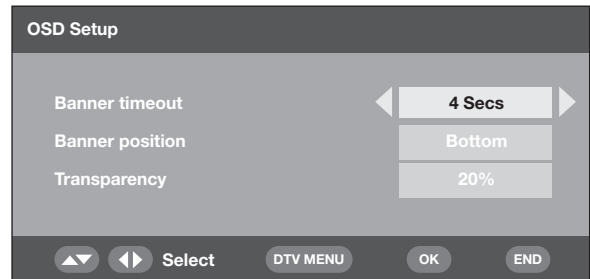 OSD Setup
Banner timeout 4 Secs
Banner position Bottom
Transparency 20%
Select DTV MENU OK END